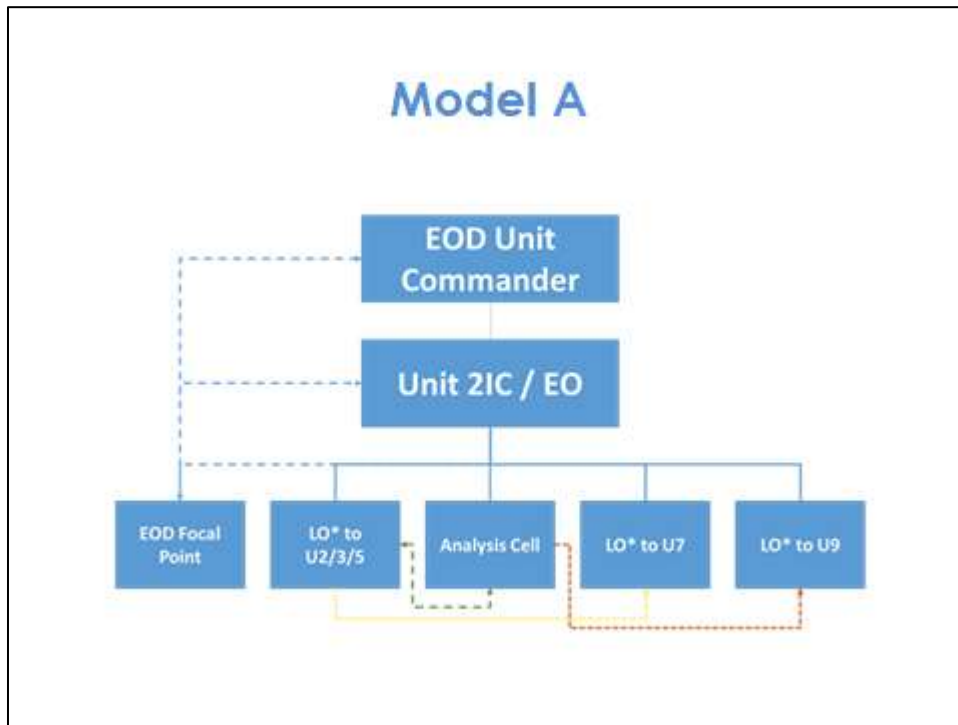 Model A
EOD Unit
Commander
Unit 2IC / EO
EOD Focal
Point
LO* to
U2/3/5
Analysis Cell
LO* to U7
LO* to U9